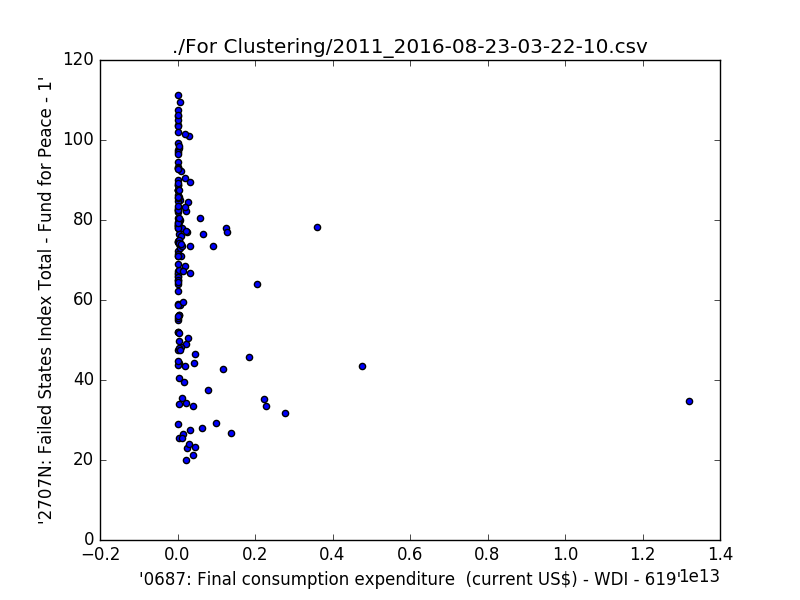 ./For Clustering/2011_2016-08-23-03-22-10.csv
120
100
80
60
40
20
0
'2707N: Failed States Index Total - Fund for Peace - 1'
−0.2 0.0 0.2 0.4 0.6 0.8 1.0 1.2 1.4
1e13
'0687: Final consumption expenditure  (current US$) - WDI - 619'